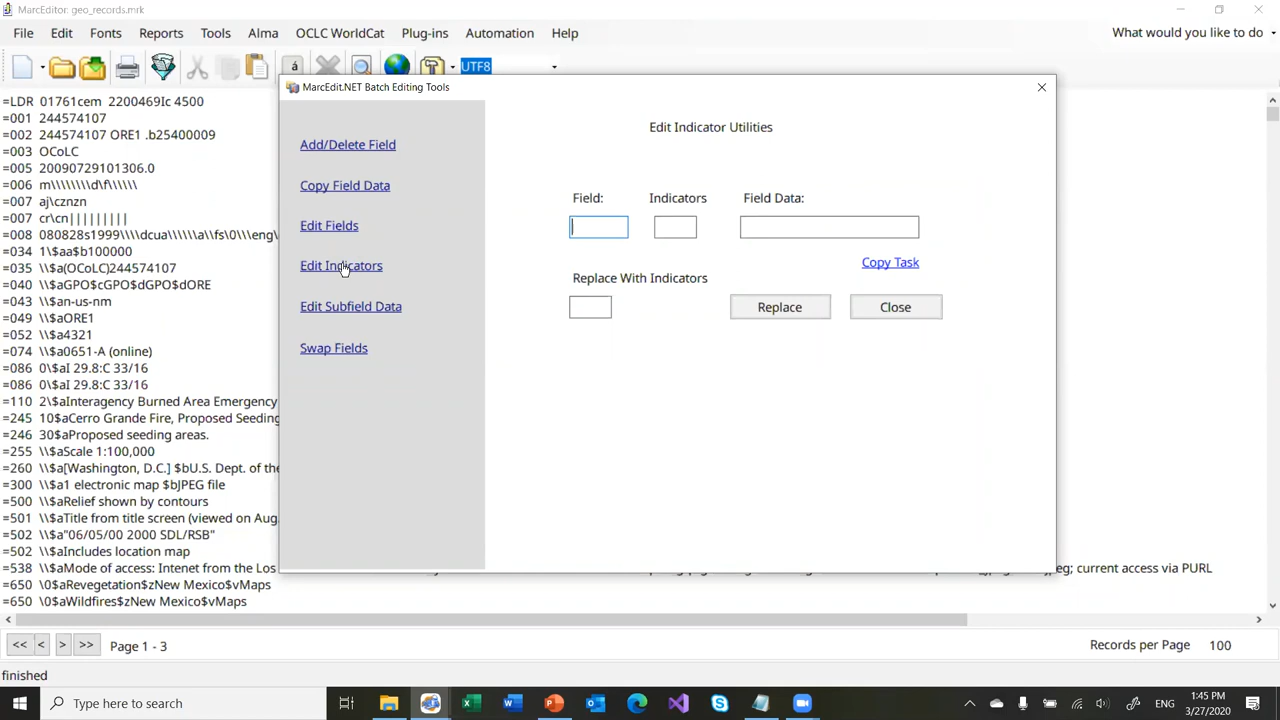 MarcEditor: geo_records.mrk
File Edit Fonts Reports Tools Alma OCLC WorldCat Plug-ins Automation Help What would you like to do
á UTF8
=LDR 01761cem 2200469Ic 4500
=001 244574107
=002 244574107 ORE1 .b25400009
=003 OCoLC
=005 20090729101306.0
=006 m\\\\\\\\d\f\\\\\\
=007 aj\cznzn
=007 cr\cn||||||||
=008 080828s1999\\\\dcua\\\\\\a\\fs\0\\\eng\
=034 1\$aa$b100000
=035 \\$a(OCoLC)244574107
=040 \\$aGPO$cGPO$dGPO$dORE
=043 \\$an-us-nm
=049 \\$aORE1
=052 \\$a4321
=074 \\$a0651-A (online)
=086 0\$aI 29.8:C 33/16
=086 0\$aI 29.8:C 33/16
=110 2\$aInteragency Burned Area Emergency
=245 10$aCerro Grande Fire, Proposed Seeding
=246 30$aProposed seeding areas.
=255 \\$aScale 1:100,000
=260 \\$a[Washington, D.C.] $bU.S. Dept. of the
=300 \\$a1 electronic map $bJPEG file
=500 \\$aRelief shown by contours
=501 \\$aTitle from title screen (viewed on Aug.
=502 \\$a"06/05/00 2000 SDL/RSB"
=502 \\$aIncludes location map
=538 \\$aMode of access: Intenet from the Los jpeg; current access via PURL
=650 \0$aRevegetation$zNew Mexico$vMaps
=650 \0$aWildfires$zNew Mexico$vMaps
MarcEdit.NET Batch Editing Tools
Add/Delete Field
Copy Field Data
Edit Fields
Edit Indicators
Edit Subfield Data
Swap Fields
Edit Indicator Utilities
Field: Indicators Field Data:
Copy Task
Replace With Indicators
Replace Close
<< < > >> Page 1 - 3 Records per Page 100
finished
Type here to search
ENG
1:45 PM
3/27/2020